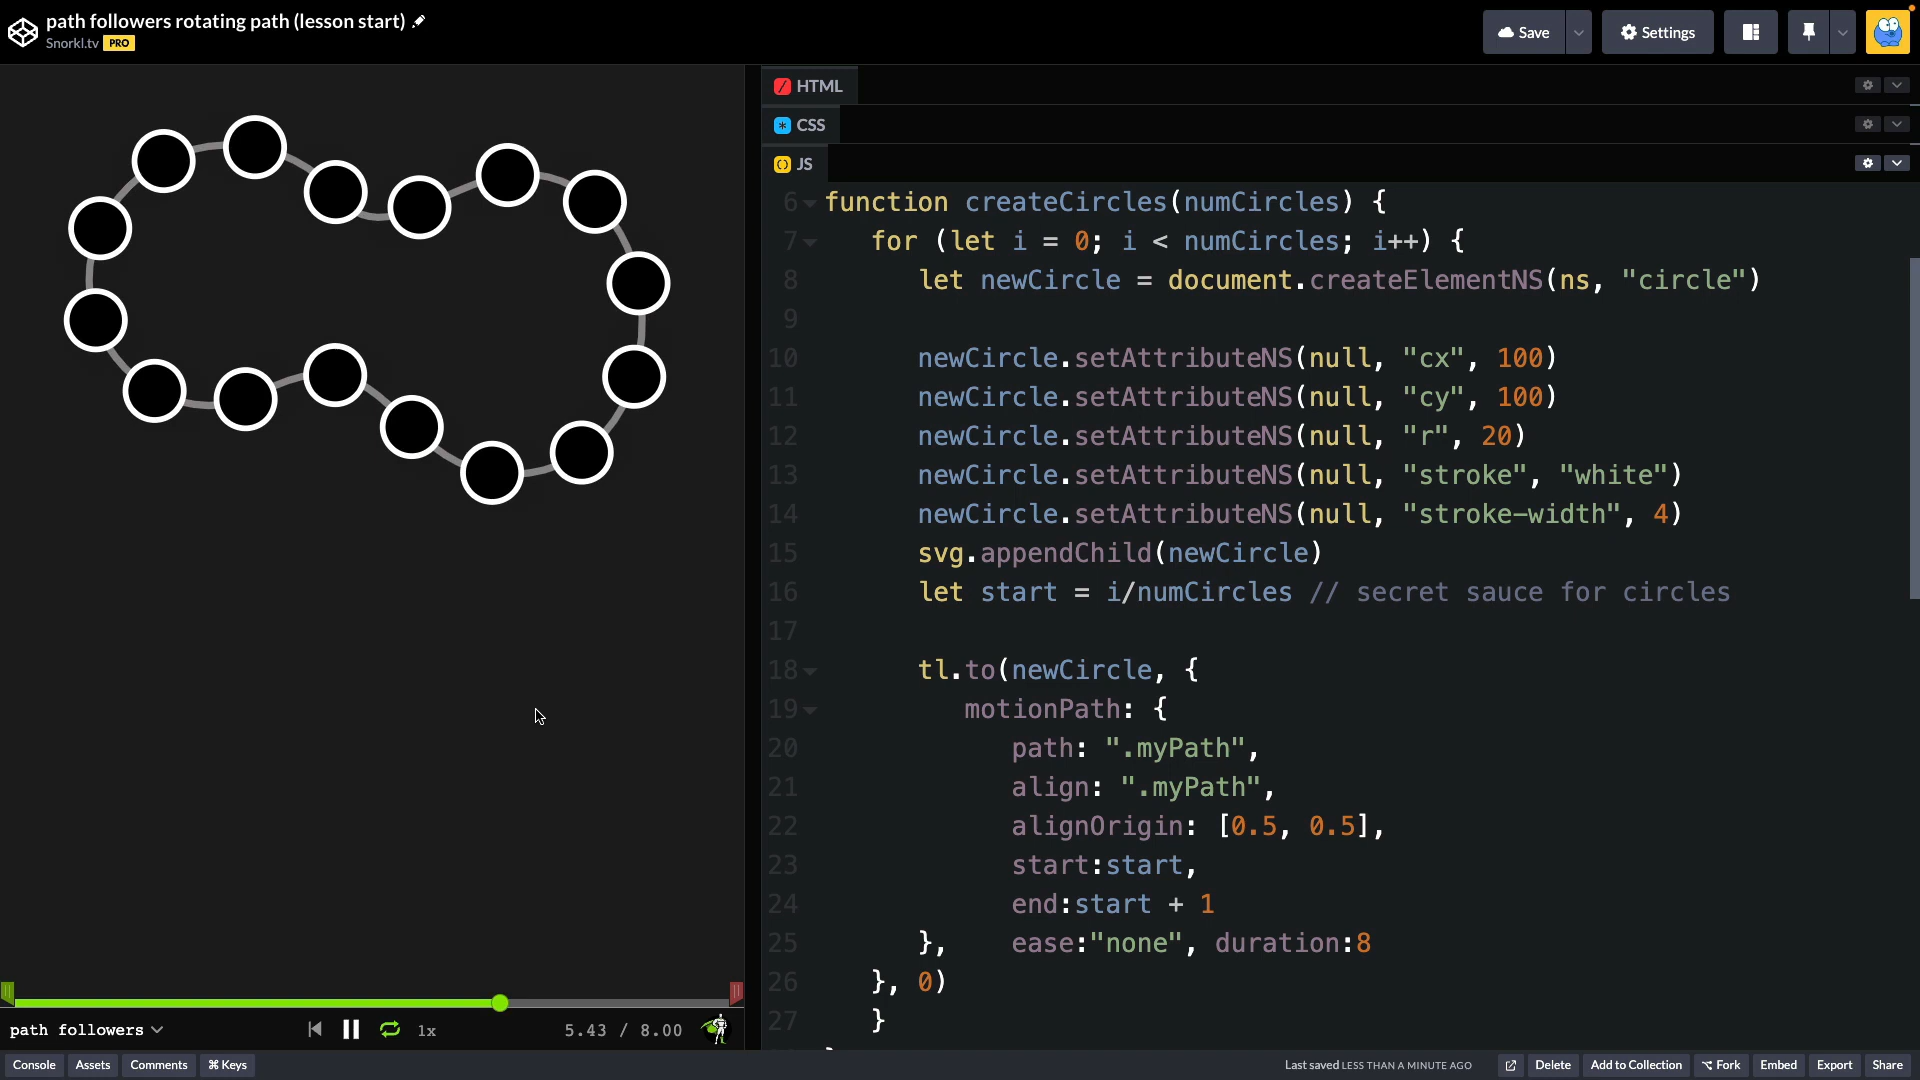 path followers rotating path (lesson start)
Snorkl.tv PRO
Save
Settings
HTML
CSS
JS
6 function createCircles(numCircles) {
7 for (let i = 0; i < numCircles; i++) {
8 let newCircle = document.createElementNS(ns, "circle")
9
10 newCircle.setAttributeNS(null, "cx", 100)
11 newCircle.setAttributeNS(null, "cy", 100)
12 newCircle.setAttributeNS(null, "r", 20)
13 newCircle.setAttributeNS(null, "stroke", "white")
14 newCircle.setAttributeNS(null, "stroke-width", 4)
15 svg.appendChild(newCircle)
16 let start = i/numCircles // secret sauce for circles
17
18 tl.to(newCircle, {
19 motionPath: {
20 path: ".myPath",
21 align: ".myPath",
22 alignOrigin: [0.5, 0.5],
23 start:start,
24 end:start + 1
25 }, ease:"none", duration:8
26 }, 0)
27 }
path followers
1x
5.43 / 8.00
Console Assets Comments ⌘ Keys
Last saved LESS THAN A MINUTE AGO
Delete Add to Collection ⌥ Fork Embed Export Share